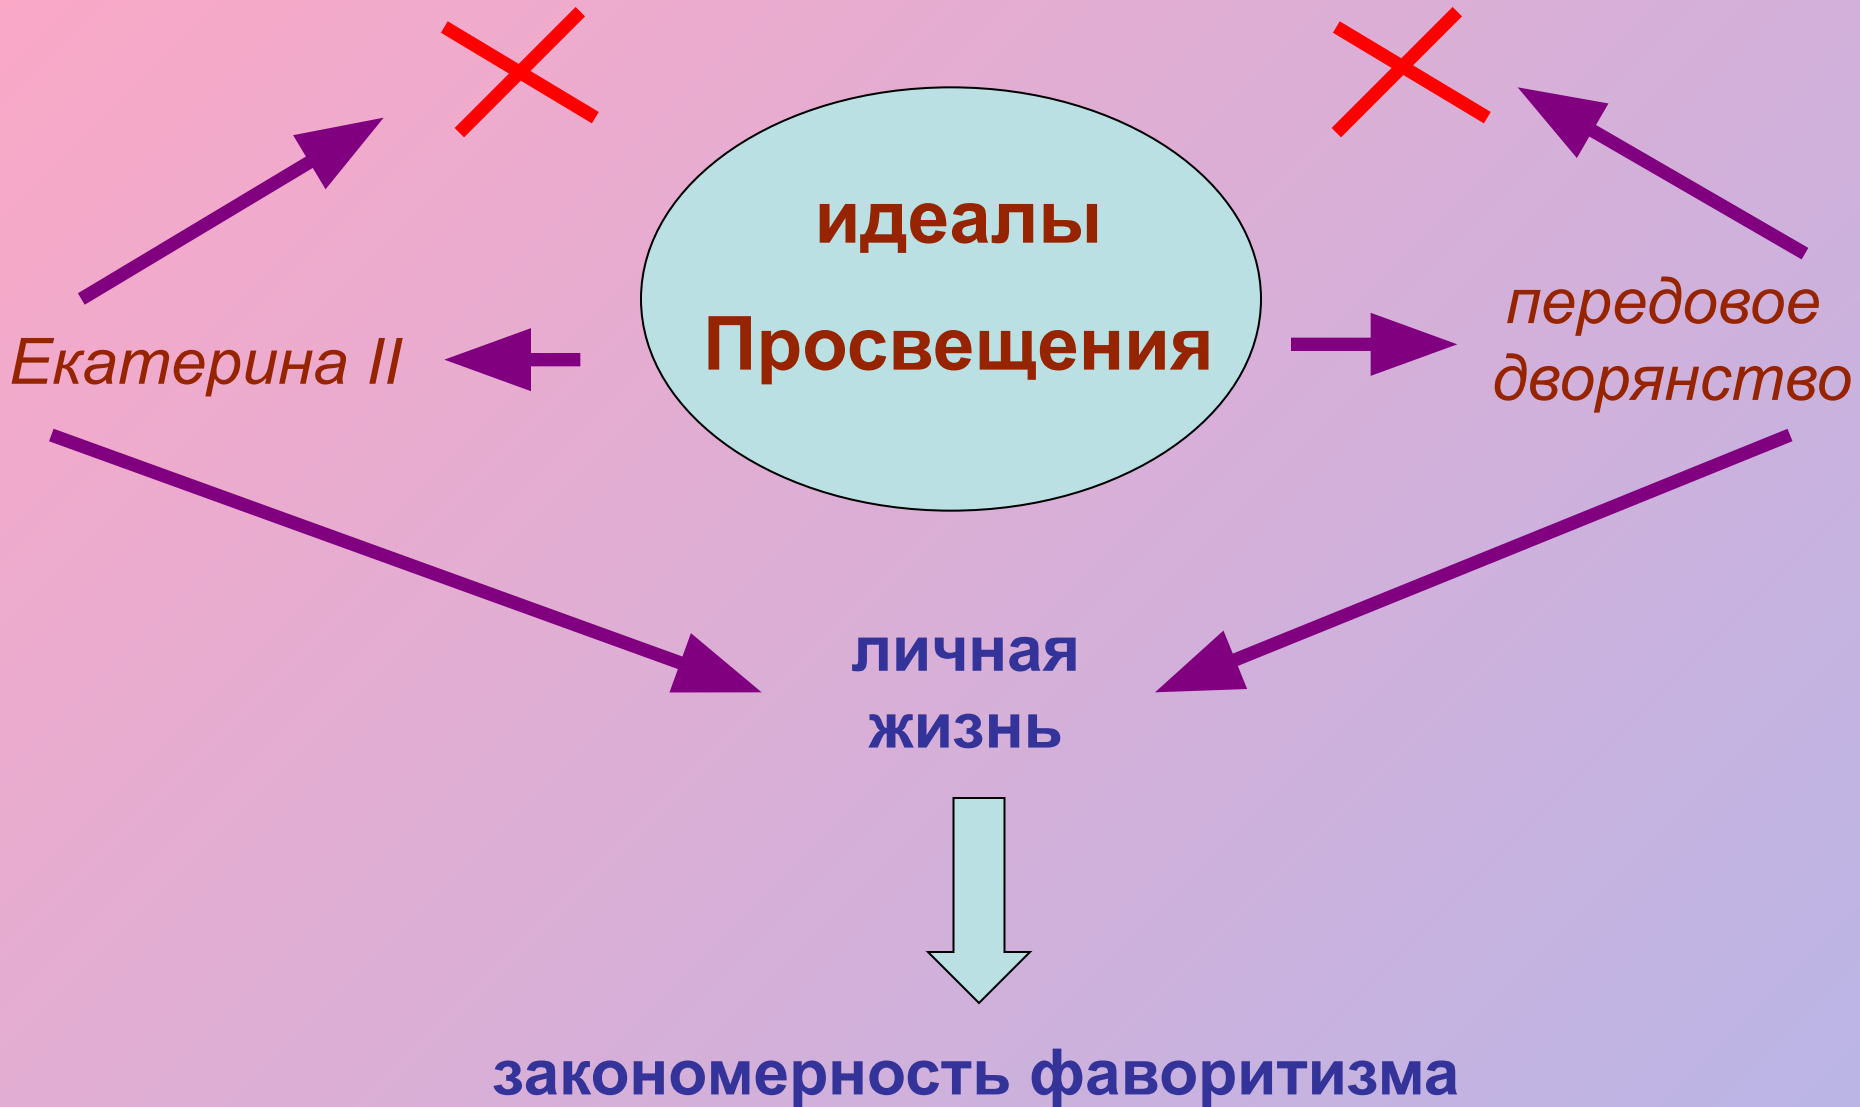 идеалы
Просвещения
Екатерина II
передовое
дворянство
личная
жизнь
закономерность фаворитизма